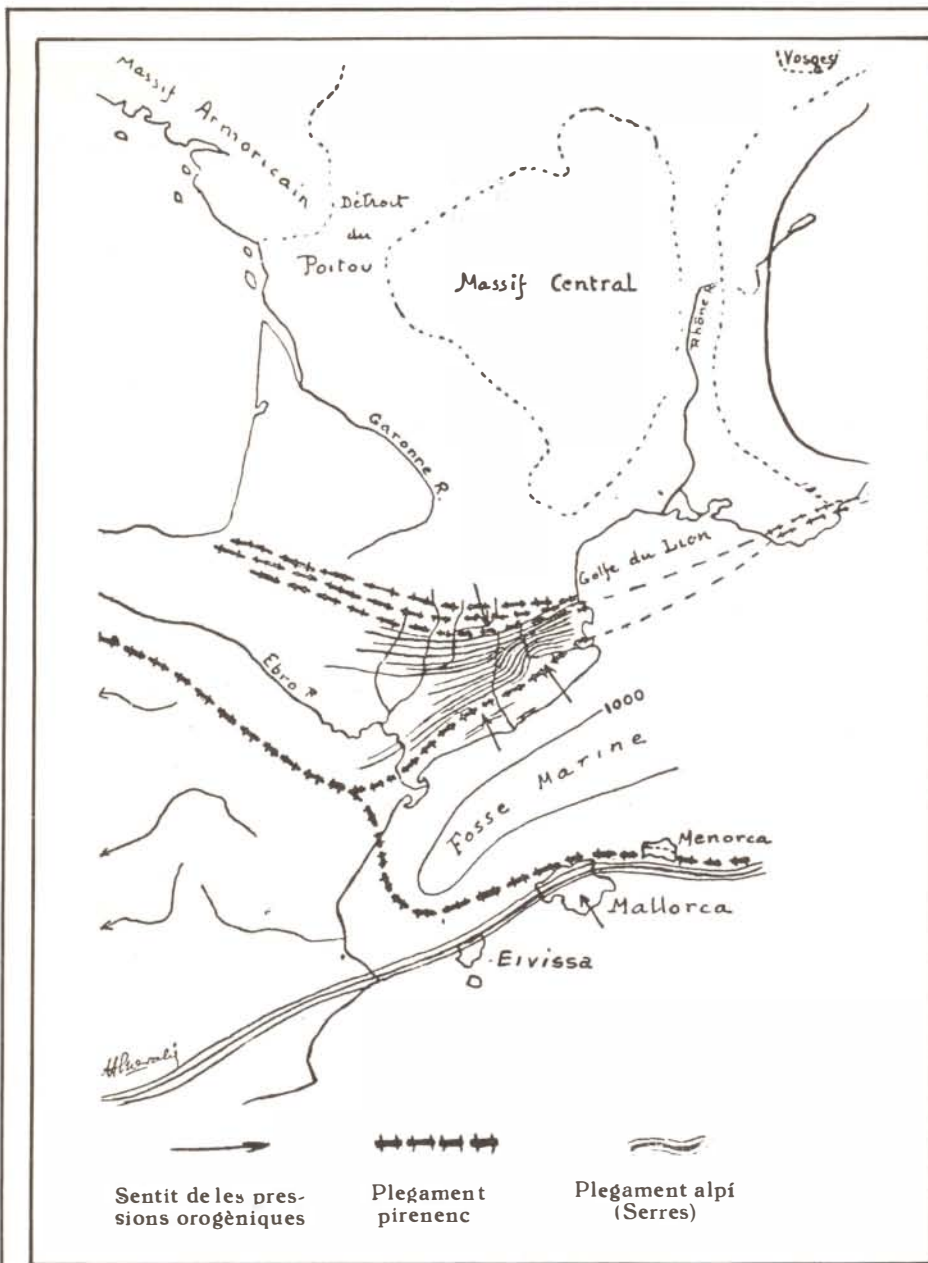 Vosges
Massif Armoricain
Détroit
du
Poitou
Massif Central
Rhône R.
Garonne R.
Golfe du Lion
Ebro R
1000
Fosse Marine
Menorca
Mallorca
Eivissa
Sentit de les pres-
sions orogèniques
Plegament
pirenenc
Plegament alpí
(Serres)